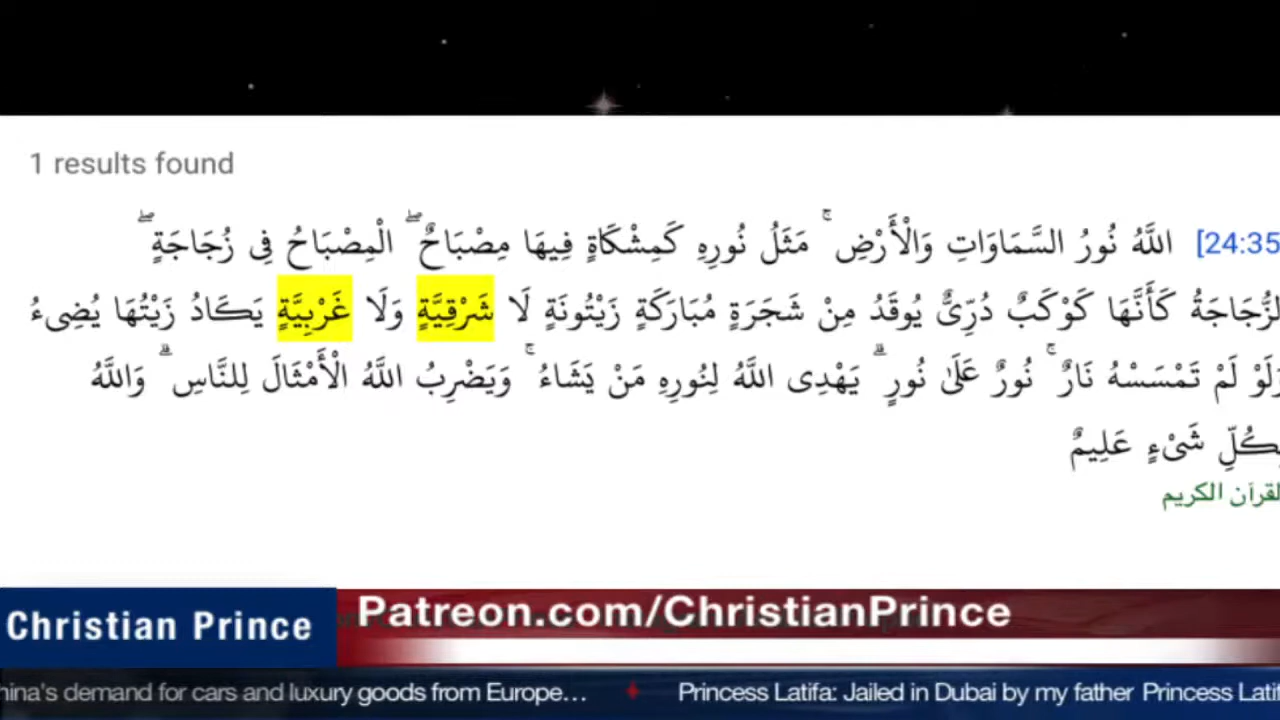 1 results found
[24:35 اللَّهُ نُورُ السَّمَاوَاتِ وَالْأَرْضِ ۚ مَثَلُ نُورِهِ كَمِشْكَاةٍ فِيهَا مِصْبَاحٌ ۖ الْمِصْبَاحُ فِى زُجَاجَةٍ ۖ
لزُّجَاجَةُ كَأَنَّهَا كَوْكَبٌ دُرِّىٌّ يُوقَدُ مِنْ شَجَرَةٍ مُبَارَكَةٍ زَيْتُونَةٍ لَا شَرْقِيَّةٍ وَلَا غَرْبِيَّةٍ يَكَادُ زَيْتُهَا يُضِىءُ
وَلَوْ لَمْ تَمْسَسْهُ نَارٌ ۚ نُورٌ عَلَىٰ نُورٍ ۗ يَهْدِى اللَّهُ لِنُورِهِ مَنْ يَشَاءُ ۚ وَيَضْرِبُ اللَّهُ الْأَمْثَالَ لِلنَّاسِ ۗ وَاللَّهُ
بِكُلِّ شَىْءٍ عَلِيمٌ
لقرآن الكريم
Christian Prince
Patreon.com/ChristianPrince
hina's demand for cars and luxury goods from Europe... Princess Latifa: Jailed in Dubai by my father Princess Latif